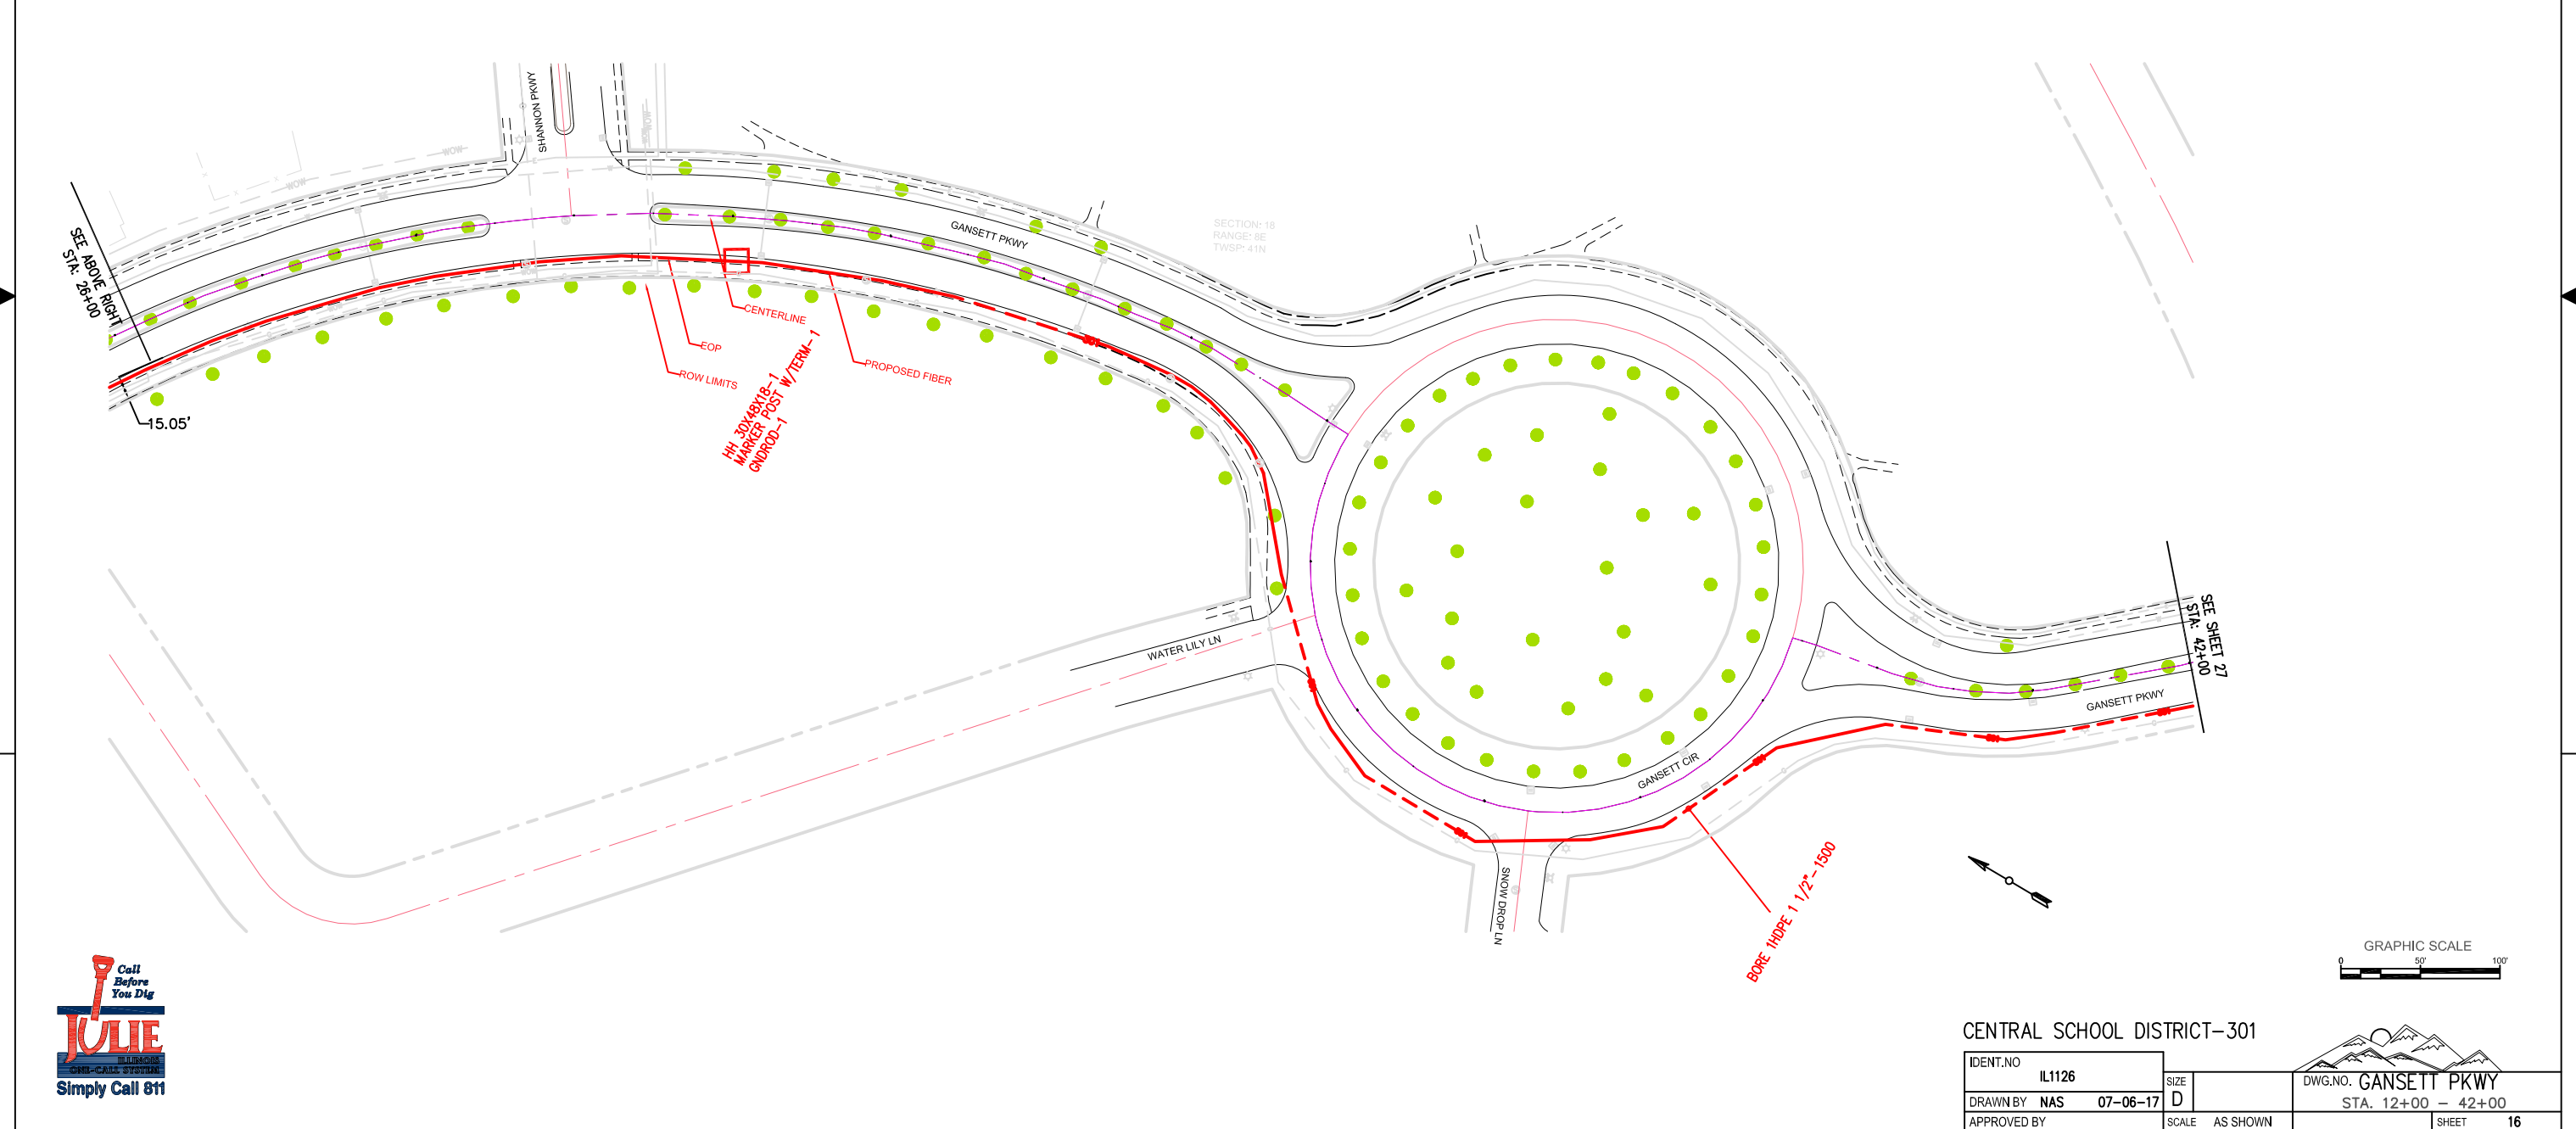 SHANNON PKWY
WOW
WOW
WOW
GANSETT PKWY
SECTION: 18
RANGE: 8E
TWSP: 41N
SEE ABOVE RIGHT
STA: 26+00
15.05'
CENTERLINE
EOP
ROW LIMITS
PROPOSED FIBER
HH 30X48X18-1
MARKER POST W/TERM-1
GNDROD-1
WATER LILY LN
GANSETT CIR
SNOW DROP LN
GANSETT PKWY
SEE SHEET 27
STA: 42+00
BORE 1HDPE 1 1/2"-1500
GRAPHIC SCALE
0 50' 100'
Call
Before
You Dig
JULIE
ILLINOIS
ONE-CALL SYSTEM
Simply Call 811
CENTRAL SCHOOL DISTRICT-301
IDENT.NO
IL1126
DRAWN BY NAS 07-06-17
APPROVED BY
SIZE
D
SCALE AS SHOWN
DWG.NO. GANSETT PKWY
STA. 12+00 - 42+00
SHEET 16